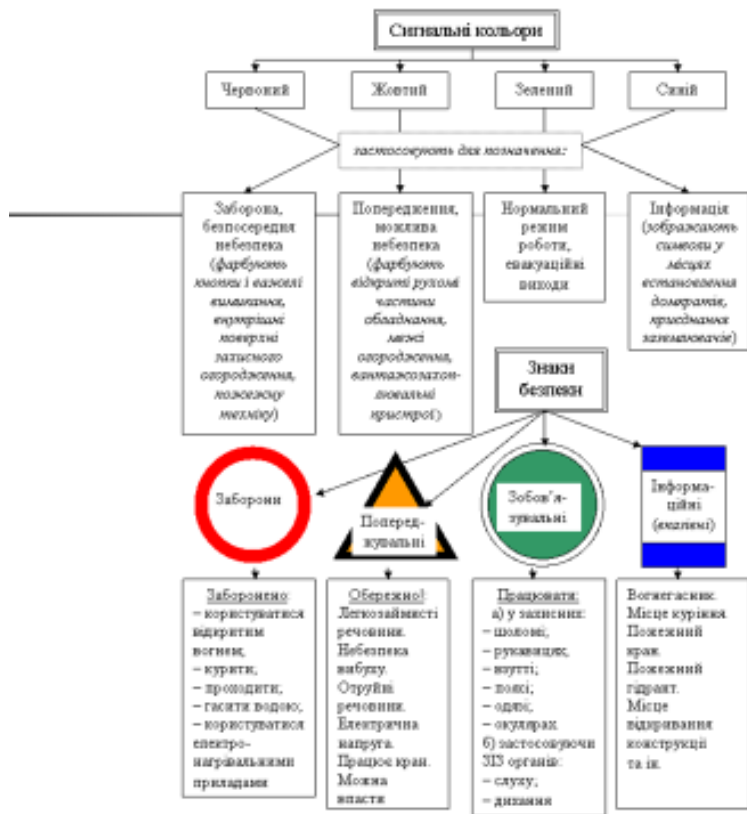 Сигнальні кольори
Червоний
Жовтий
Зелений
Синій
застосовують для позначення:
Заборона,
безпосередня
небезпека
(фарбують
кнопки і важелі
вимикання,
внутрішні
поверхні
захисного
огородження,
пожежну
техніку)
Попередження,
можлива
небезпека
(фарбують
відкриті рухомі
частини
обладнання,
межі
огородження,
вантажозахоп-
лювальні
пристрої)
Нормальний
режим
роботи,
евакуаційні
виходи
Інформація
(зображають
символи у
місцях
встановлення
домкратів,
приєднання
заземлювачів)
Знаки
безпеки
Заборони
Поперед-
жувальні
Зобов'я-
зувальні
Інформа-
ційні
(вказівні)
Заборонено:
– користуватися
відкритим
вогнем;
– курити;
– проходити;
– гасити водою;
– користуватися
електро-
нагрівальними
приладами
Обережно!:
Легкозаймисті
речовини.
Небезпека
вибуху.
Отруйні
речовини.
Електрична
напруга.
Працює кран.
Можна
впасти
Працювати:
а) у захисних:
– шоломі;
– рукавицях;
– взутті;
– поясі;
– одязі;
– окулярах
б) застосовуючи
ЗІЗ органів:
– слуху;
– дихання
Вогнегасник.
Місце куріння.
Пожежний
кран.
Пожежний
гідрант.
Місце
відкривання
конструкції
та ін.